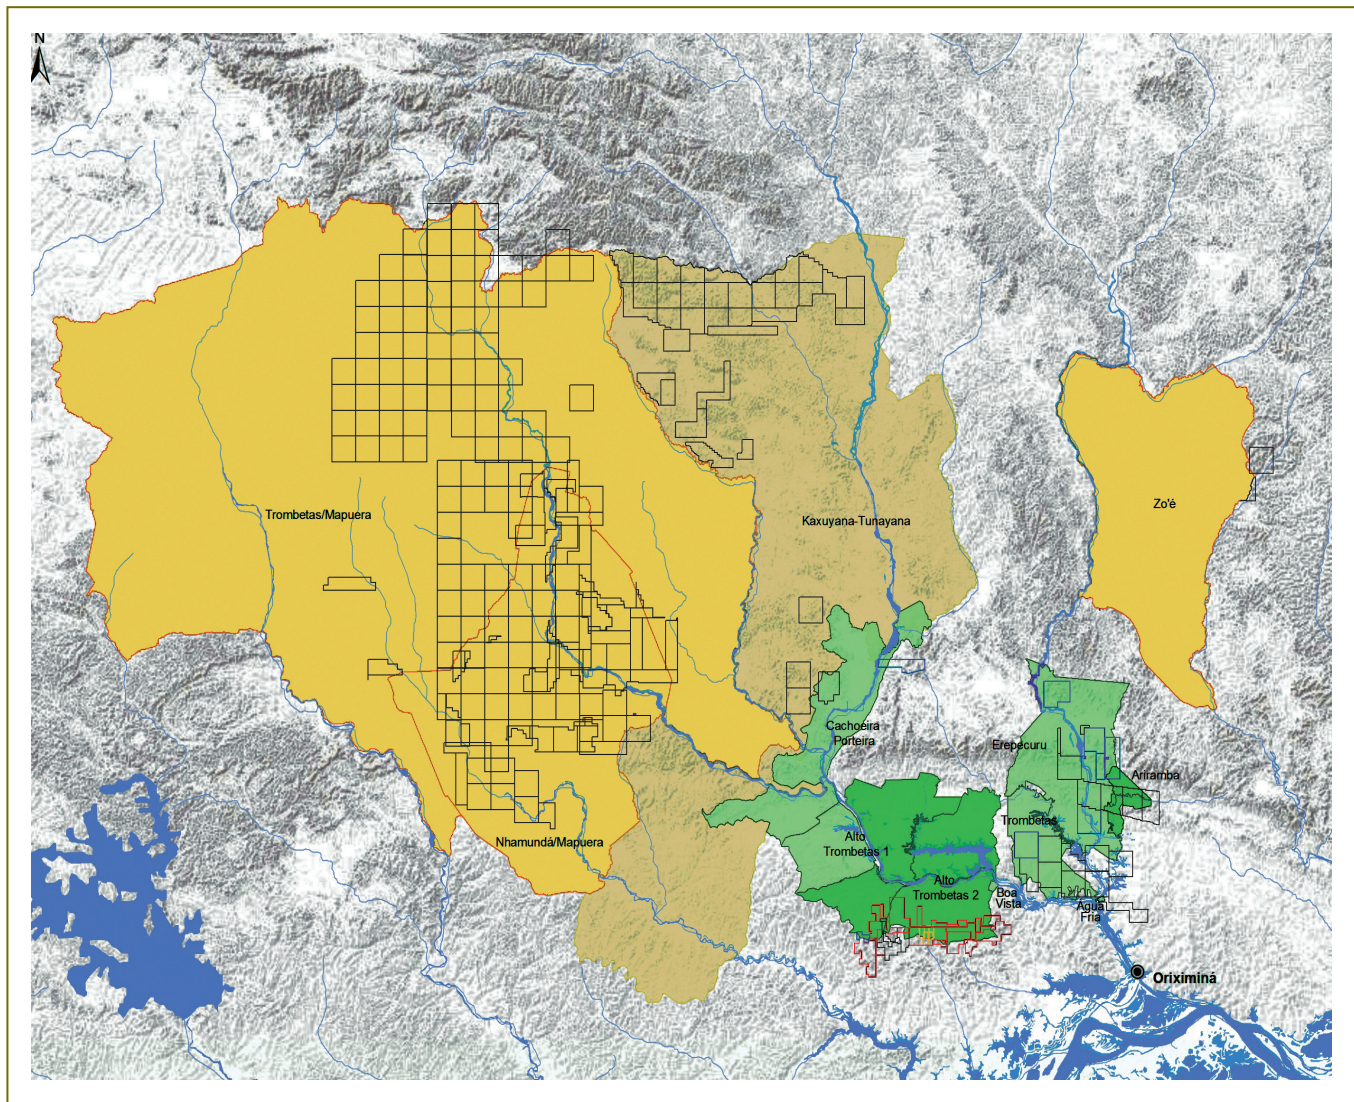 N
Zo'é
Trombetas/Mapuera
Kaxuyana-Tunayana
Cachoeira
Porteira
Erepecuru
Ariramba
Trombetas
Alto
Trombetas 1
Nhamundá/Mapuera
Alto
Trombetas 2
Boa
Vista
Água
Fria
Oriximiná